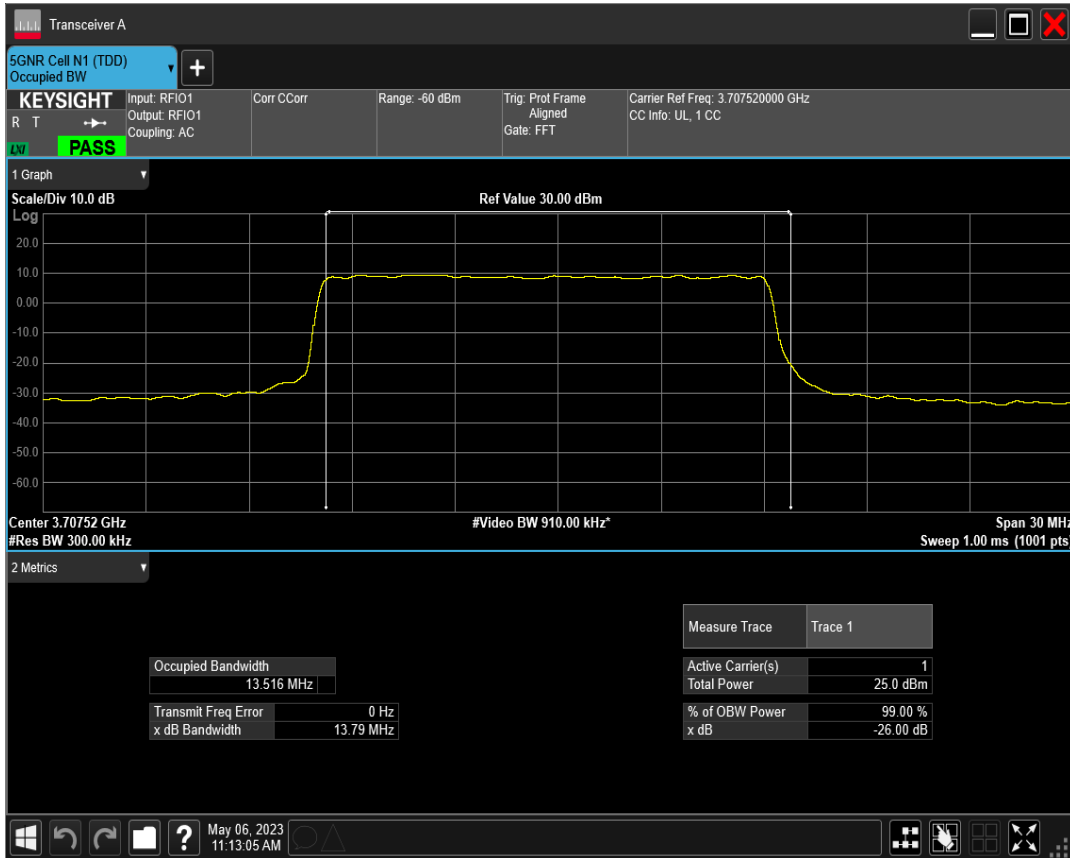 Transceiver A
5GNR Cell N1 (TDD)
Occupied BW
+
KEYSIGHT
R T
LXI
PASS
Input: RFIO1
Output: RFIO1
Coupling: AC
Corr CCorr
Range: -60 dBm
Trig: Prot Frame
Aligned
Gate: FFT
Carrier Ref Freq: 3.707520000 GHz
CC Info: UL, 1 CC
1 Graph
Scale/Div 10.0 dB Ref Value 30.00 dBm
Log
20.0
10.0
0.00
-10.0
-20.0
-30.0
-40.0
-50.0
-60.0
Center 3.70752 GHz #Video BW 910.00 kHz* Span 30 MHz
#Res BW 300.00 kHz Sweep 1.00 ms (1001 pts)
2 Metrics
Measure Trace Trace 1
Occupied Bandwidth
13.516 MHz
Transmit Freq Error 0 Hz
x dB Bandwidth 13.79 MHz
Active Carrier(s) 1
Total Power 25.0 dBm
% of OBW Power 99.00 %
x dB -26.00 dB
?
May 06, 2023
11:13:05 AM